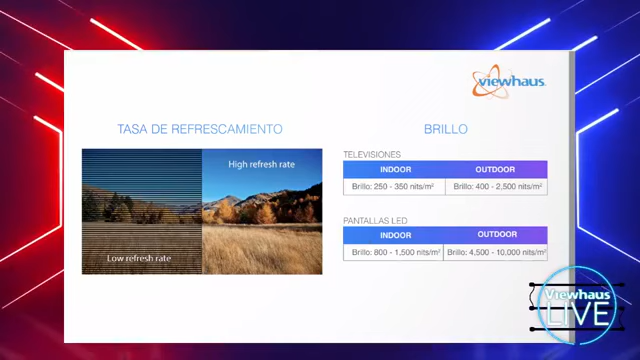 viewhaus
TASA DE REFRESCAMIENTO
High refresh rate
Low refresh rate
BRILLO
TELEVISIONES
INDOOR OUTDOOR
Brillo: 250 - 350 nits/m² Brillo: 400 - 2,500 nits/m²
PANTALLAS LED
INDOOR OUTDOOR
Brillo: 800 - 1,500 nits/m² Brillo: 4,500 - 10,000 nits/m²
Viewhaus
LIVE